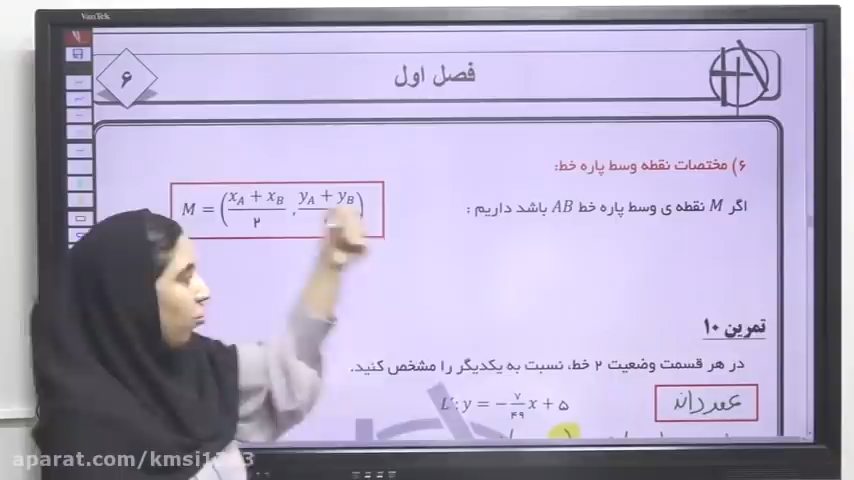 VanTek
فصل اول
۶
۶) مختصات نقطه وسط پاره خط:
اگر M نقطه ی وسط پاره خط AB باشد داریم :
M = (x_A + x_B / ۲ , y_A + y_B)
تمرین ۱۰
در هر قسمت وضعیت ۲ خط، نسبت به یکدیگر را مشخص کنید.
L': y = -۷/۴۹ x + ۵
aparat.com/kmsi1